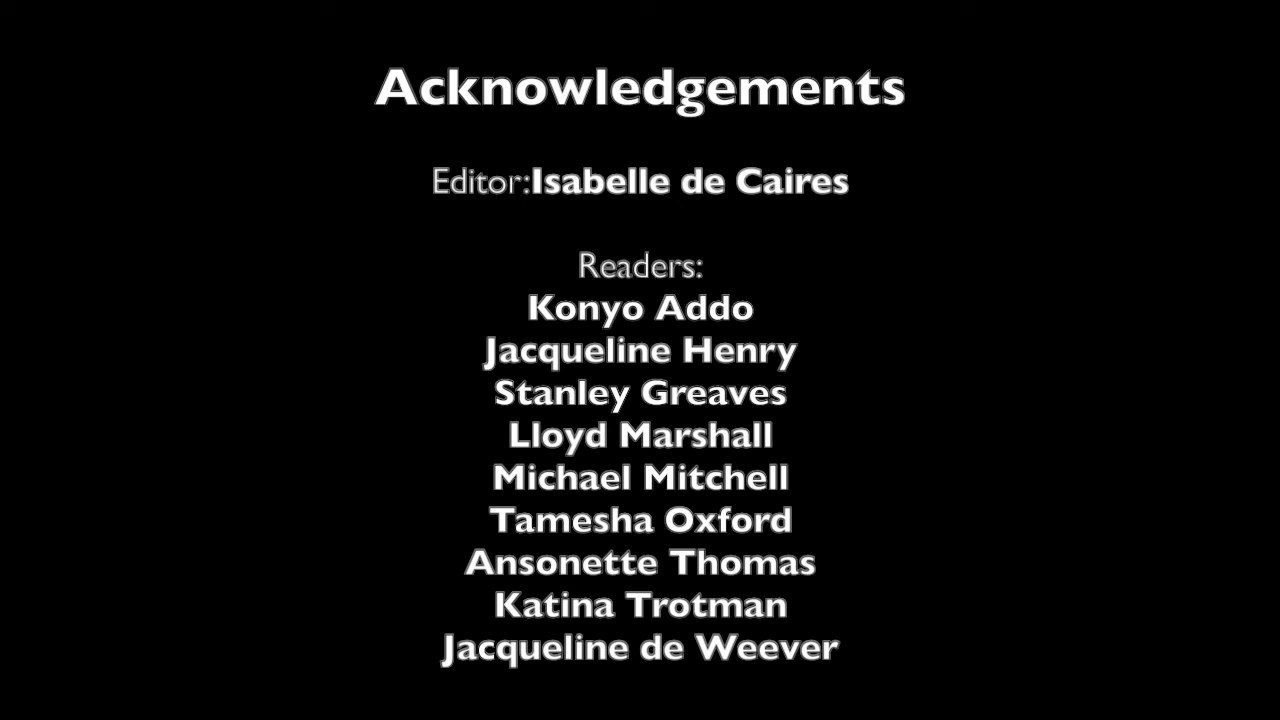 Acknowledgements
Editor:Isabelle de Caires
Readers:
Konyo Addo
Jacqueline Henry
Stanley Greaves
Lloyd Marshall
Michael Mitchell
Tamesha Oxford
Ansonette Thomas
Katina Trotman
Jacqueline de Weever